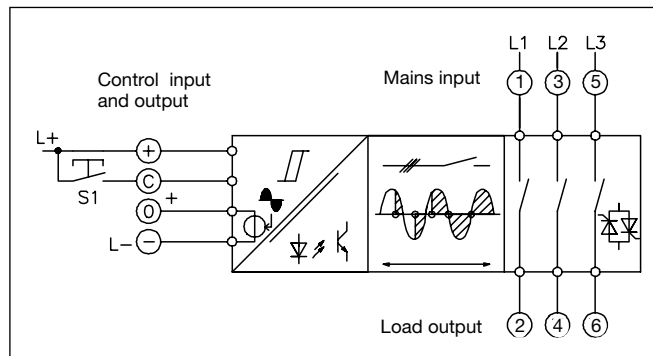 L1 L2 L3
Control input
and output
Mains input
1 3 5
L+
+
C
S1
0 +
L− −
Load output
2 4 6